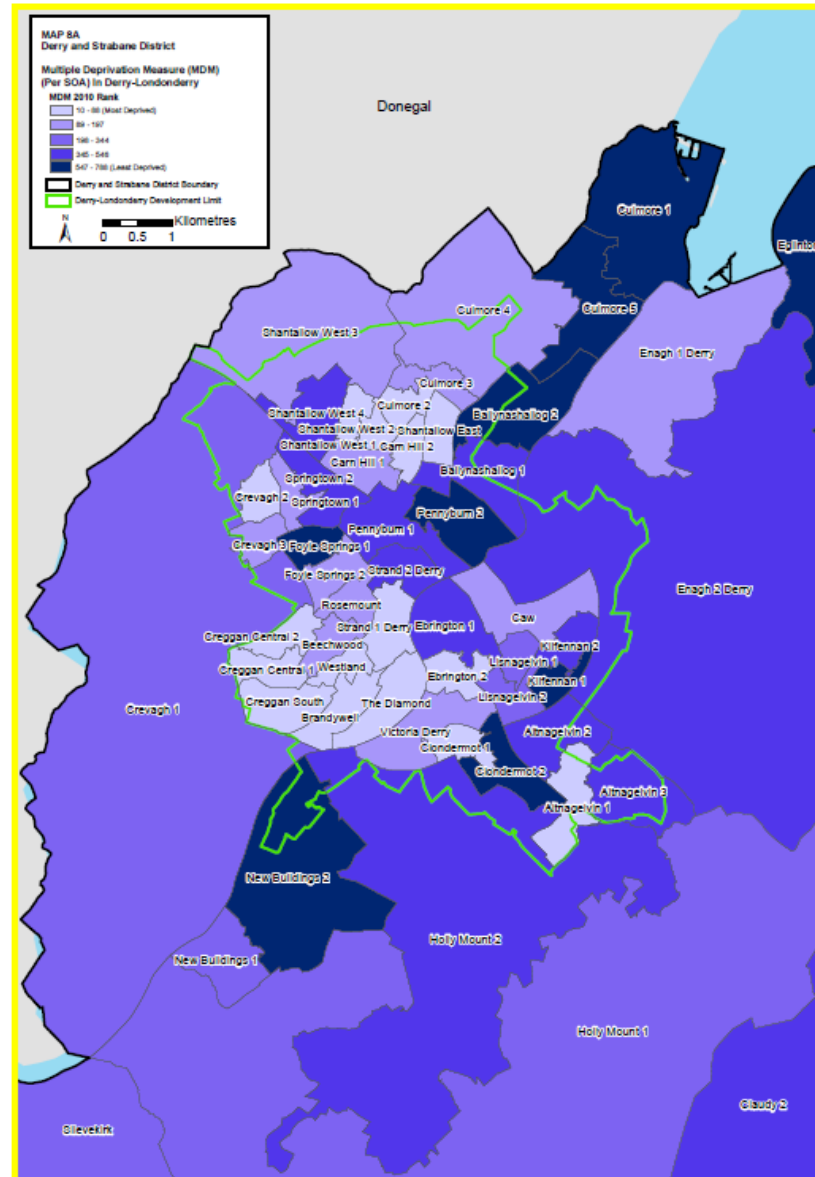 MAP 8A
Derry and Strabane District
Multiple Deprivation Measure (MDM)
(Per SOA) In Derry-Londonderry
MDM 2010 Rank
10 - 88 (Most Deprived)
89 - 197
198 - 344
345 - 546
547 - 788 (Least Deprived)
Derry and Strabane District Boundary
Derry-Londonderry Development Limit
N
Kilometres
0 0.5 1
Donegal
Culmore 1
Eglinton
Culmore 4
Culmore 5
Shantallow West 3
Enagh 1 Derry
Culmore 3
Culmore 2
Shantallow West 4
Ballynashallog 2
Shantallow West 2
Shantallow East
Shantallow West 1
Carn Hill 2
Carn Hill 1
Ballynashallog 1
Springtown 2
Crevagh 2
Springtown 1
Pennyburn 2
Pennyburn 1
Crevagh 3
Foyle Springs 1
Foyle Springs 2
Strand 2 Derry
Enagh 2 Derry
Rosemount
Caw
Strand 1 Derry
Ebrington 1
Creggan Central 2
Beechwood
Kilfennan 2
Lisnagelvin 1
Creggan Central 1
Westland
Ebrington 2
Kilfennan 1
Lisnagelvin 2
Creggan South
The Diamond
Crevagh 1
Brandywell
Victoria Derry
Altnagelvin 2
Clondermot 1
Clondermot 2
Altnagelvin 3
Altnagelvin 1
New Buildings 2
Holly Mount 2
New Buildings 1
Holly Mount 1
Claudy 2
Slievekirk